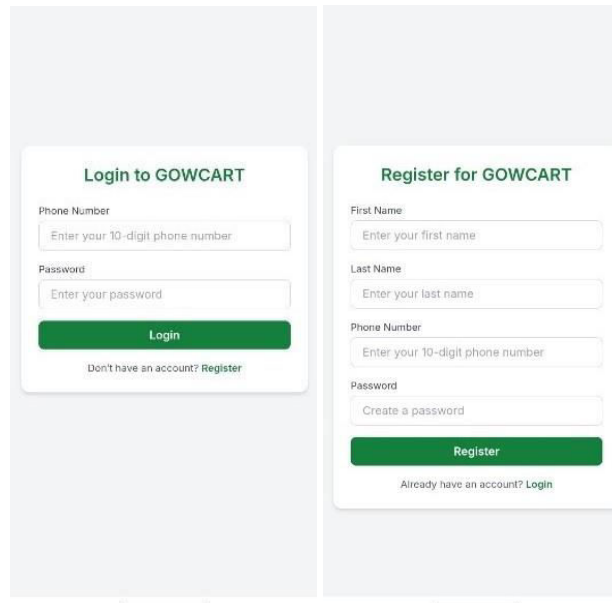 Login to GOWCART
Phone Number
Enter your 10-digit phone number
Password
Enter your password
Login
Don't have an account? Register
Register for GOWCART
First Name
Enter your first name
Last Name
Enter your last name
Phone Number
Enter your 10-digit phone number
Password
Create a password
Register
Already have an account? Login